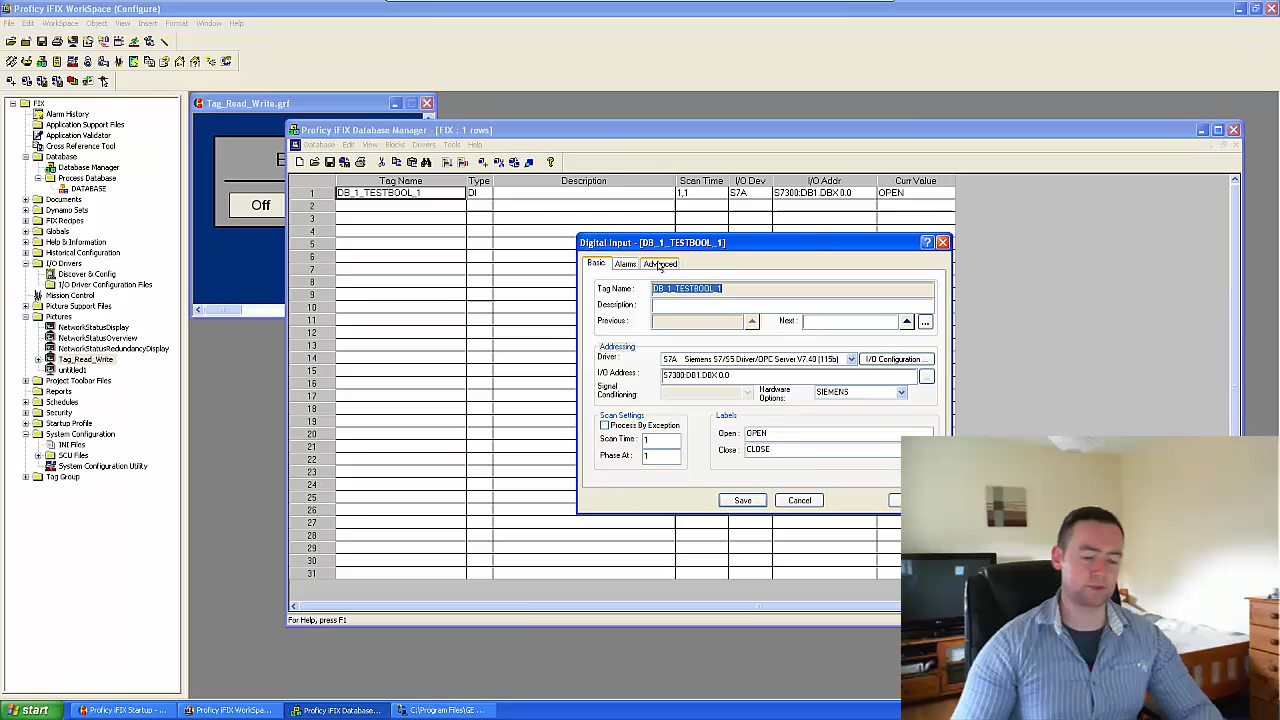 Proficy iFIX WorkSpace (Configure)
File Edit WorkSpace Object View Insert Format Window Help
FIX
Alarm History
Application Support Files
Application Validator
Cross Reference Tool
Database
Database Manager
Process Database
DATABASE
Documents
Dynamo Sets
FIX Recipes
Globals
Help & Information
Historical Configuration
I/O Drivers
Discover & Config
I/O Driver Configuration Files
Mission Control
Picture Support Files
Pictures
NetworkStatusDisplay
NetworkStatusOverview
NetworkStatusRedundancyDisplay
Tag_Read_Write
untitled1
Project Toolbar Files
Reports
Schedules
Security
Startup Profile
System Configuration
INI Files
SCU Files
System Configuration Utility
Tag Group
Tag_Read_Write.grf
Off
Proficy iFIX Database Manager - [FIX : 1 rows]
Database Edit View Blocks Drivers Tools Help
Tag Name Type Description Scan Time I/O Dev I/O Addr Curr Value
1 DB_1_TESTBOOL_1 DI 1,1 S7A S7300:DB1.DBX 0.0 OPEN
2
3
4
5
6
7
8
9
10
11
12
13
14
15
16
17
18
19
20
21
22
23
24
25
26
27
28
29
30
31
For Help, press F1
Digital Input - [DB_1_TESTBOOL_1]
Basic Alarms Advanced
Tag Name : DB_1_TESTBOOL_1
Description:
Previous : Next : ...
Addressing
Driver: S7A Siemens S7/S5 Driver/OPC Server V7.40 (115b) I/O Configuration ...
I/O Address: S7300:DB1.DBX 0.0 ...
Signal Conditioning: Hardware Options: SIEMENS
Scan Settings
Process By Exception
Scan Time : 1
Phase At : 1
Labels
Open : OPEN
Close : CLOSE
Save Cancel
start Proficy iFIX Startup - ... Proficy iFIX WorkSpa... Proficy iFIX Database... C:\Program Files\GE ...